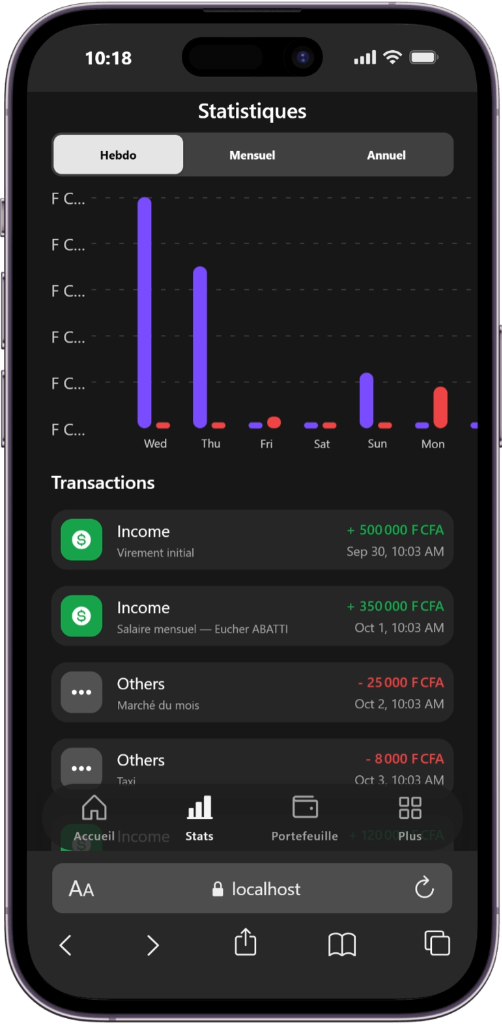 10:18
Statistiques
Hebdo Mensuel Annuel
F C...
F C...
F C...
F C...
F C...
F C...
Wed Thu Fri Sat Sun Mon
Transactions
Income + 500 000 F CFA
Virement initial Sep 30, 10:03 AM
Income + 350 000 F CFA
Salaire mensuel — Eucher ABATTI Oct 1, 10:03 AM
Others - 25 000 F CFA
Marché du mois Oct 2, 10:03 AM
Others - 8 000 F CFA
Taxi Oct 3, 10:03 AM
Income + 120 000 F CFA
Accueil Stats Portefeuille Plus
AA localhost